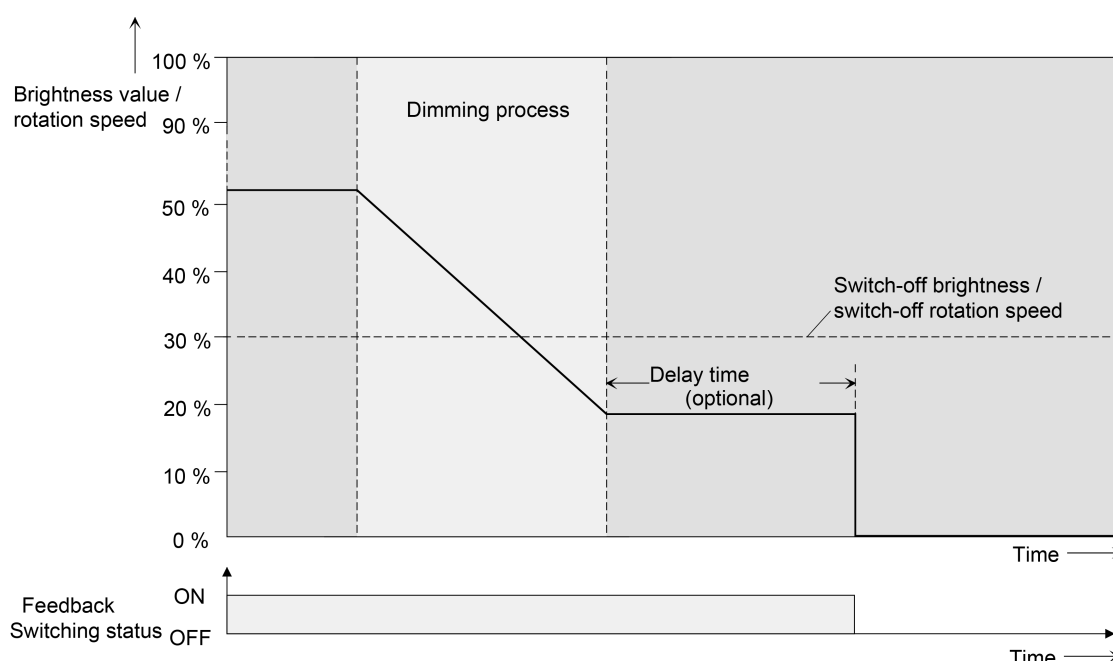 100 %
Brightness value /
rotation speed
90 %
Dimming process
50 %
40 %
Switch-off brightness /
switch-off rotation speed
30 %
Delay time
(optional)
20 %
10 %
0 %
Time
Feedback
Switching status
ON
OFF
Time